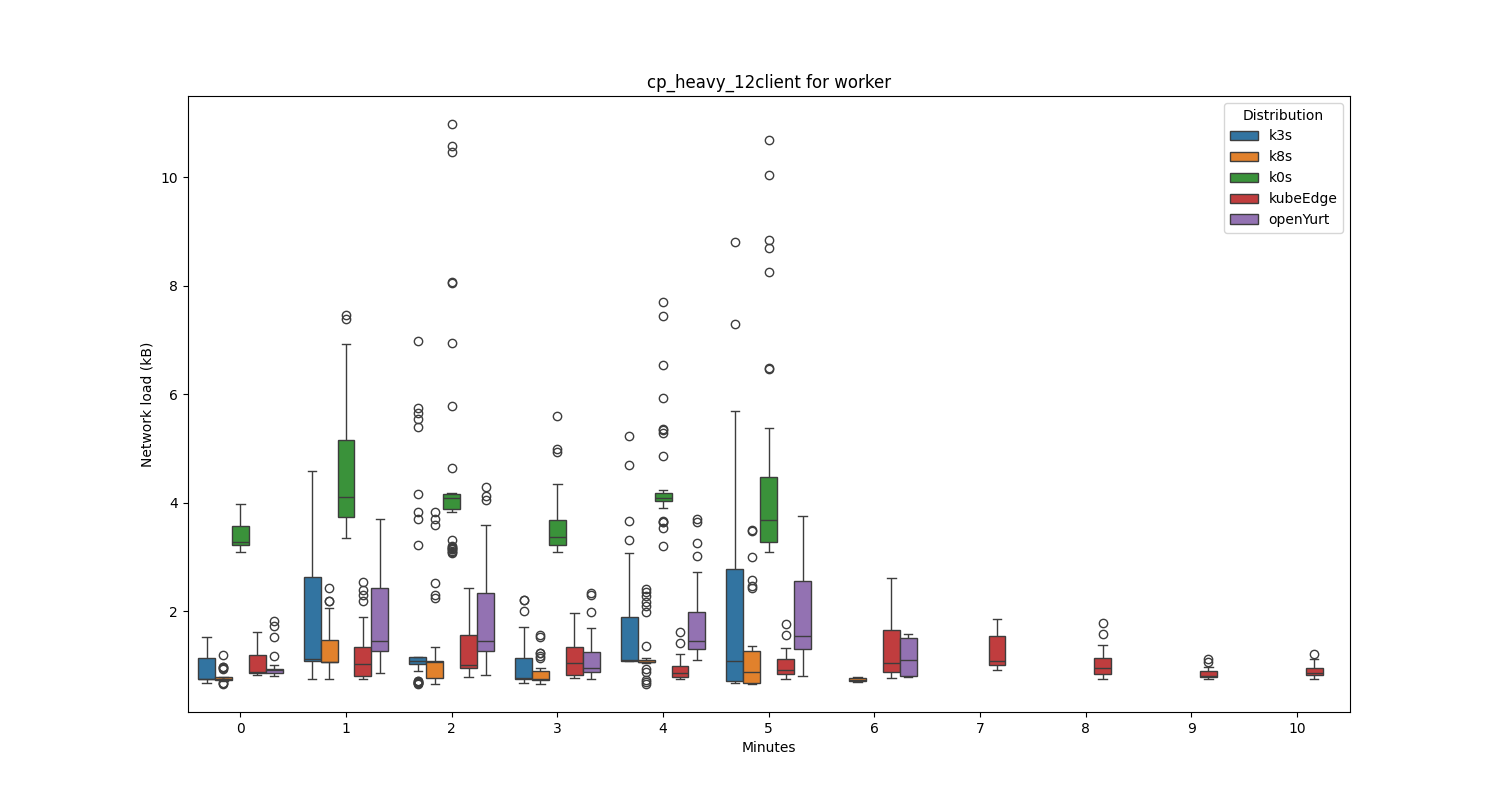 cp_heavy_12client for worker
Distribution
k3s
k8s
k0s
kubeEdge
openYurt
Network load (kB)
10
8
6
4
2
0 1 2 3 4 5 6 7 8 9 10
Minutes